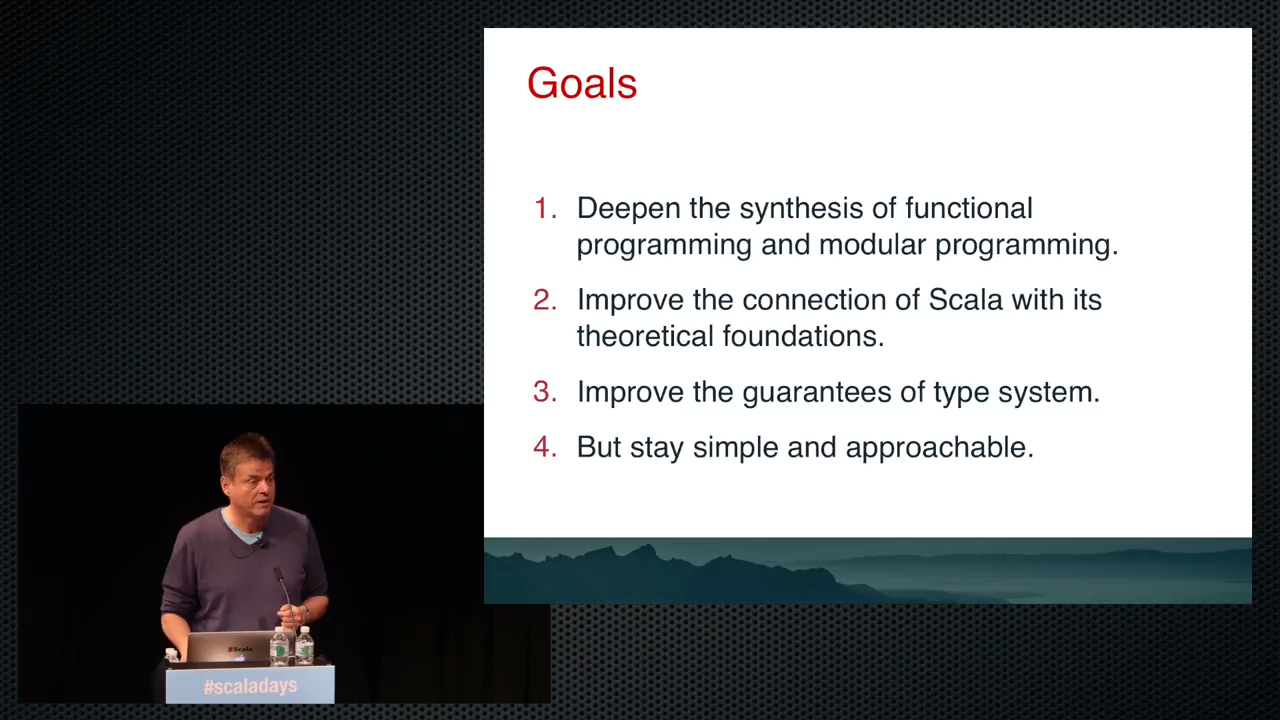 Goals
1. Deepen the synthesis of functional
programming and modular programming.
2. Improve the connection of Scala with its
theoretical foundations.
3. Improve the guarantees of type system.
4. But stay simple and approachable.
#Scala
#scaladays